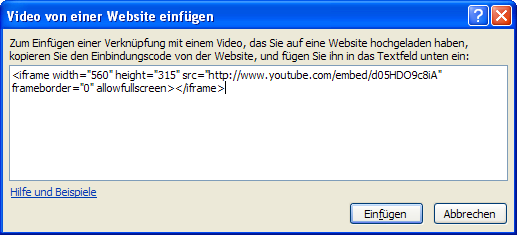 Video von einer Website einfügen
Zum Einfügen einer Verknüpfung mit einem Video, das Sie auf eine Website hochgeladen haben,
kopieren Sie den Einbindungscode von der Website, und fügen Sie ihn in das Textfeld unten ein:
<iframe width="560" height="315" src="http://www.youtube.com/embed/d05HDO9c8iA"
frameborder="0" allowfullscreen></iframe>
Hilfe und Beispiele
Einfügen
Abbrechen